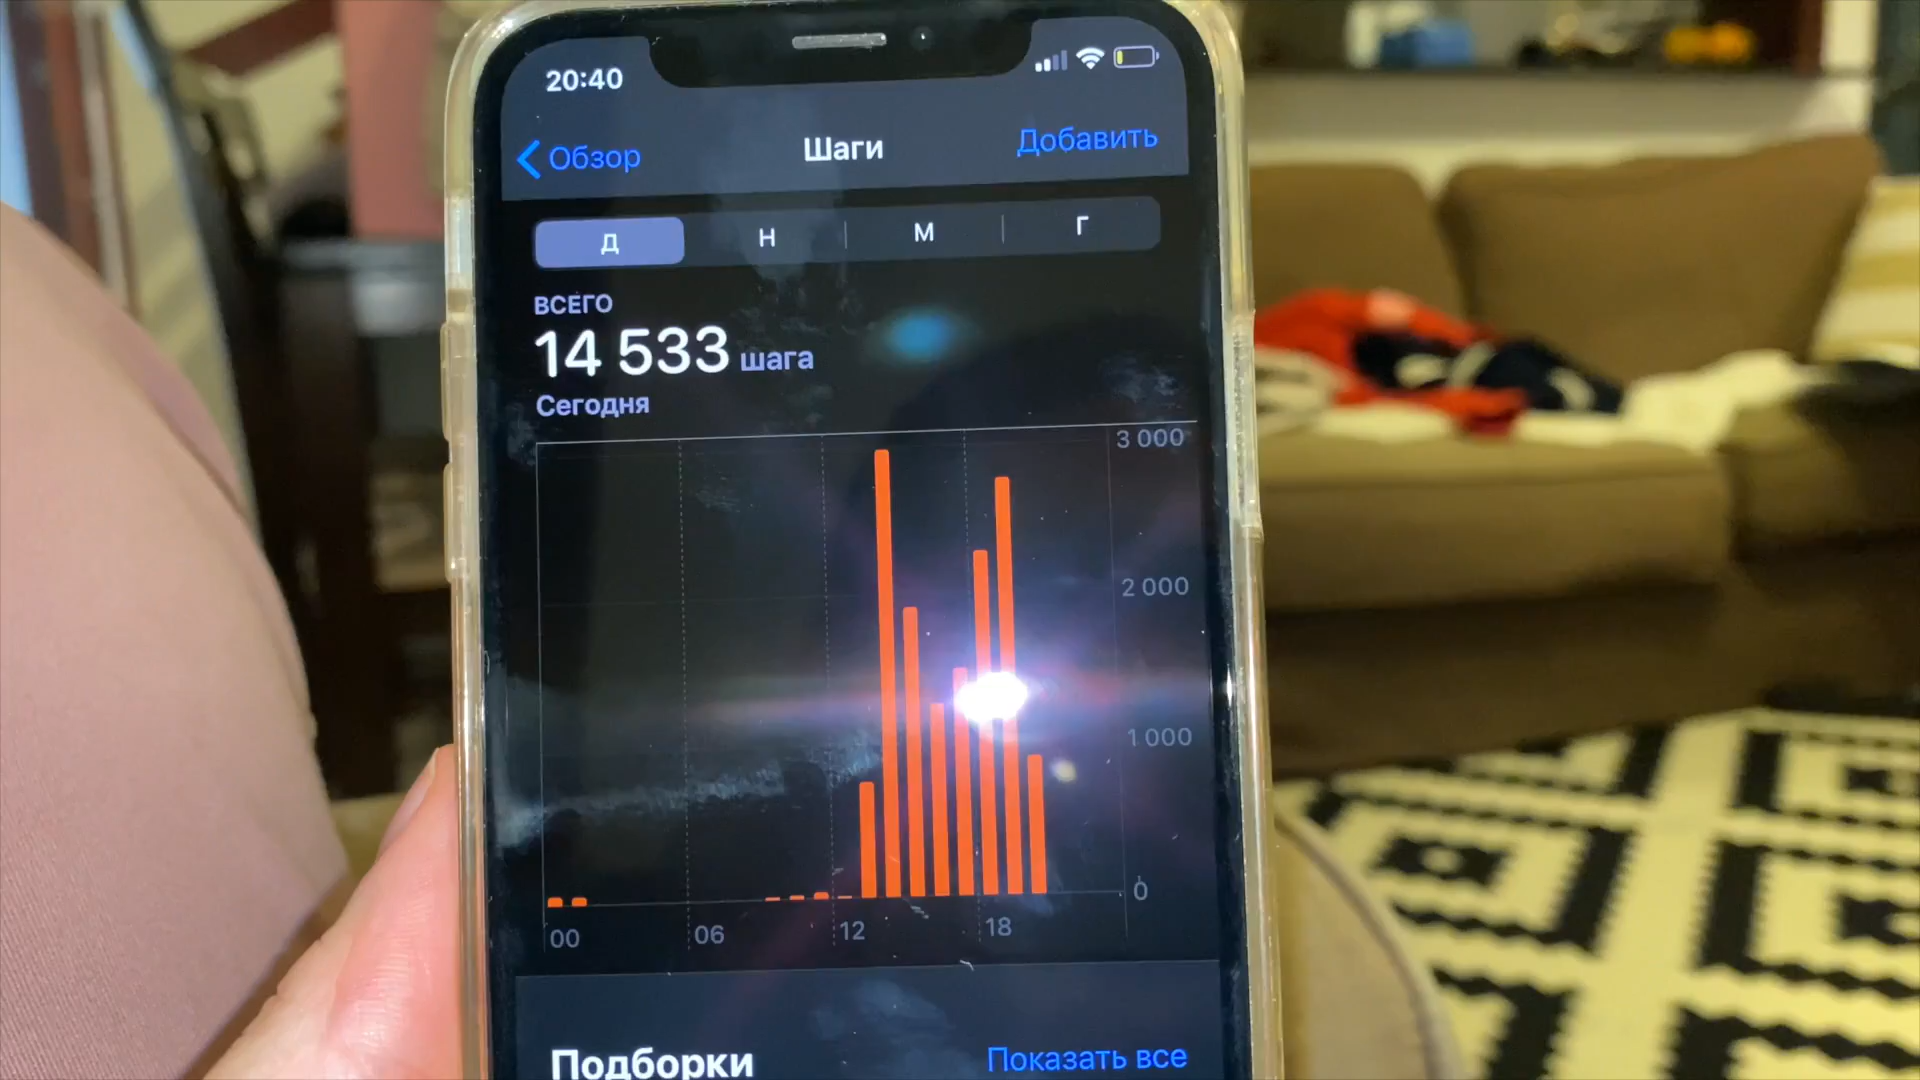 20:40
Обзор
Шаги
Добавить
Д Н М Г
ВСЕГО
14 533 шага
Сегодня
3 000
2 000
1 000
0
00 06 12 18
Подборки
Показать все